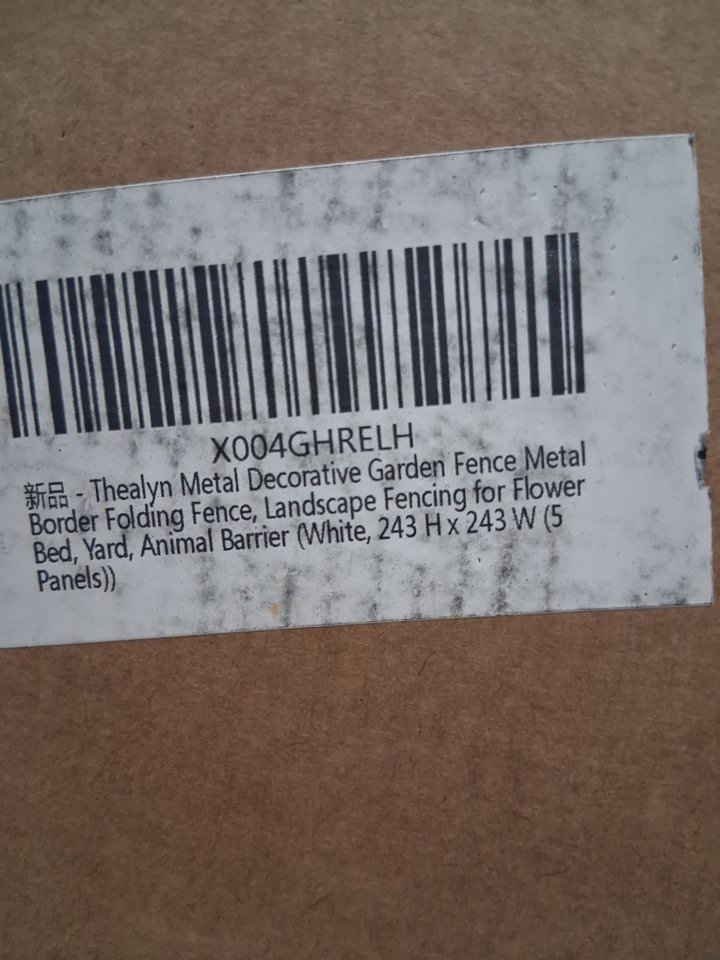 X004GHRELH
新品 - Thealyn Metal Decorative Garden Fence Metal
Border Folding Fence, Landscape Fencing for Flower
Bed, Yard, Animal Barrier (White, 243 H x 243 W (5
Panels))